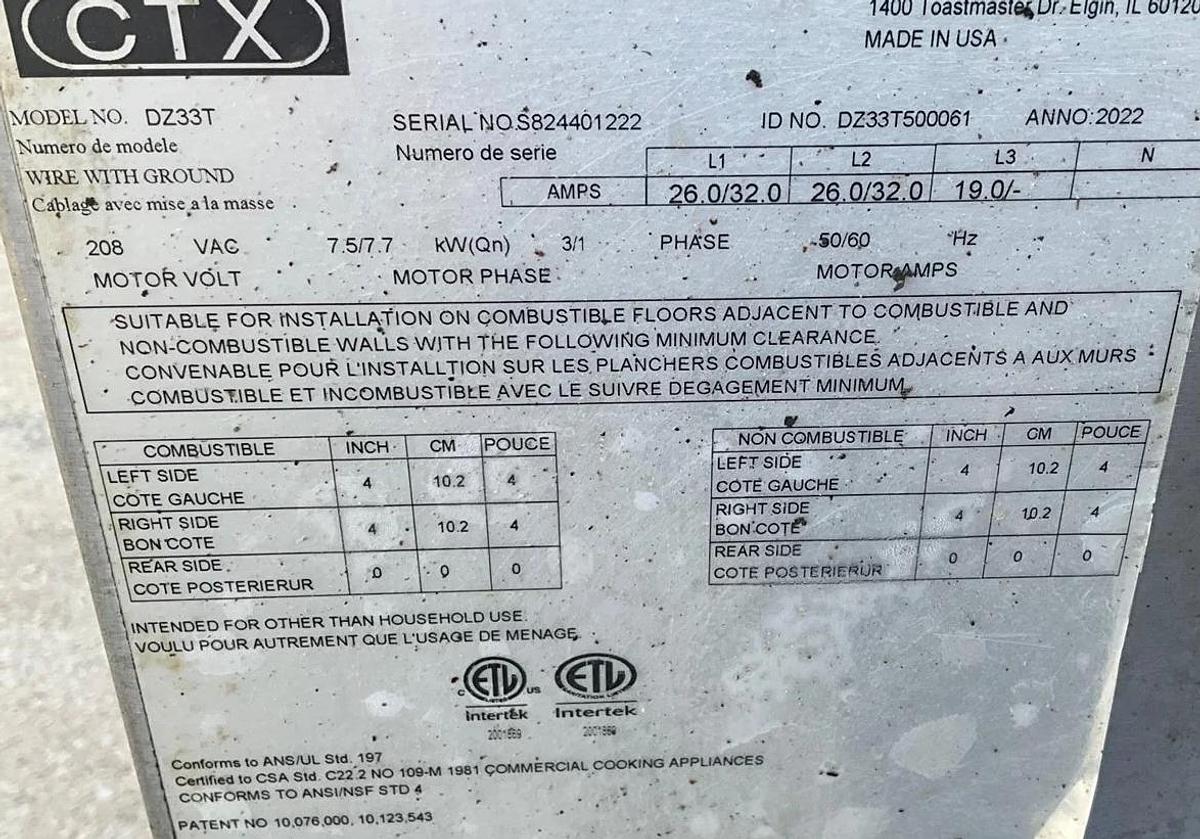 CTX
1400 Toastmaster Dr. Elgin, IL 60120
MADE IN USA
MODEL NO. DZ33T
Numero de modele
SERIAL NO.S824401222
Numero de serie
ID NO. DZ33T500061
ANNO:2022
WIRE WITH GROUND
Cablage avec mise a la masse
L1 L2 L3 N
AMPS 26.0/32.0 26.0/32.0 19.0/-
208 VAC 7.5/7.7 kW(Qn) 3/1 PHASE 50/60 Hz
MOTOR VOLT MOTOR PHASE MOTOR AMPS
SUITABLE FOR INSTALLATION ON COMBUSTIBLE FLOORS ADJACENT TO COMBUSTIBLE AND
NON-COMBUSTIBLE WALLS WITH THE FOLLOWING MINIMUM CLEARANCE.
CONVENABLE POUR L'INSTALLTION SUR LES PLANCHERS COMBUSTIBLES ADJACENTS A AUX MURS
COMBUSTIBLE ET INCOMBUSTIBLE AVEC LE SUIVRE DEGAGEMENT MINIMUM
COMBUSTIBLE INCH CM POUCE
LEFT SIDE
COTE GAUCHE 4 10.2 4
RIGHT SIDE
BON COTE 4 10.2 4
REAR SIDE
COTE POSTERIERUR 0 0 0
NON COMBUSTIBLE INCH CM POUCE
LEFT SIDE
COTE GAUCHE 4 10.2 4
RIGHT SIDE
BON COTE 4 10.2 4
REAR SIDE
COTE POSTERIERUR 0 0 0
INTENDED FOR OTHER THAN HOUSEHOLD USE.
VOULU POUR AUTREMENT QUE L'USAGE DE MENAGE
C ETL US ETL
Intertek Intertek
Conforms to ANS/UL Std. 197
Certified to CSA Std. C22.2 NO 109-M 1981 COMMERCIAL COOKING APPLIANCES
CONFORMS TO ANSI/NSF STD 4
PATENT NO 10,076,000, 10,123,543